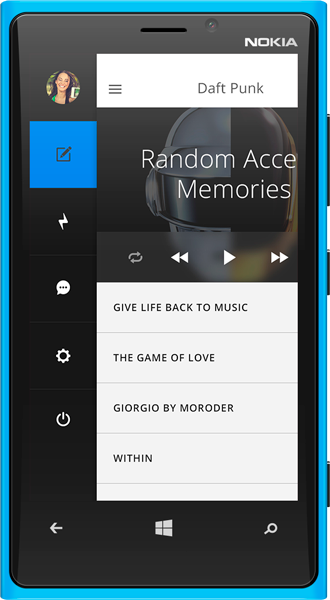 NOKIA
Daft Punk
Random Acce
Memories
GIVE LIFE BACK TO MUSIC
THE GAME OF LOVE
GIORGIO BY MORODER
WITHIN